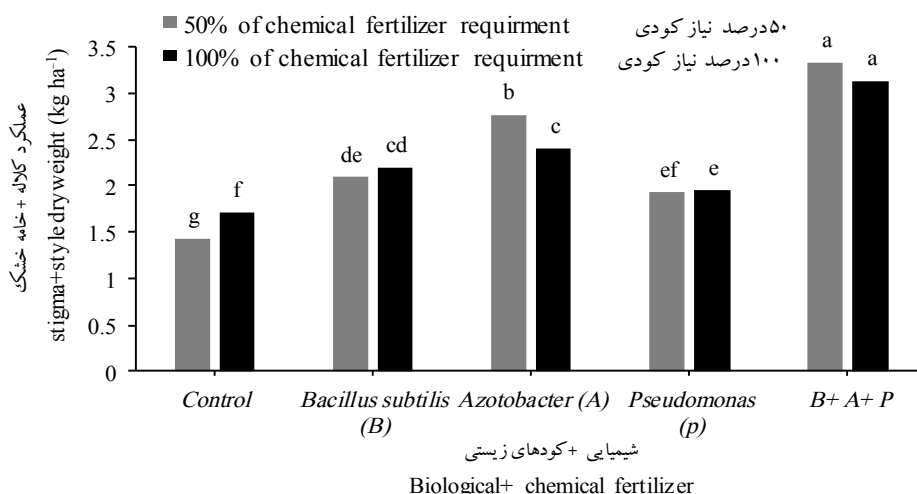 50% of chemical fertilizer requirment ۵۰درصد نیاز کودی
100% of chemical fertilizer requirment ۱۰۰درصد نیاز کودی
عملکرد کلاله +خامه خشک
stigma+style dryweight (kg ha-1)
3.5
3
2.5
2
1.5
1
0.5
0
g
f
de
cd
b
c
ef
e
a
a
Control
Bacillus subtilis (B)
Azotobacter (A)
Pseudomonas (p)
B+ A+ P
شیمیایی +کودهای زیستی
Biological+ chemical fertilizer